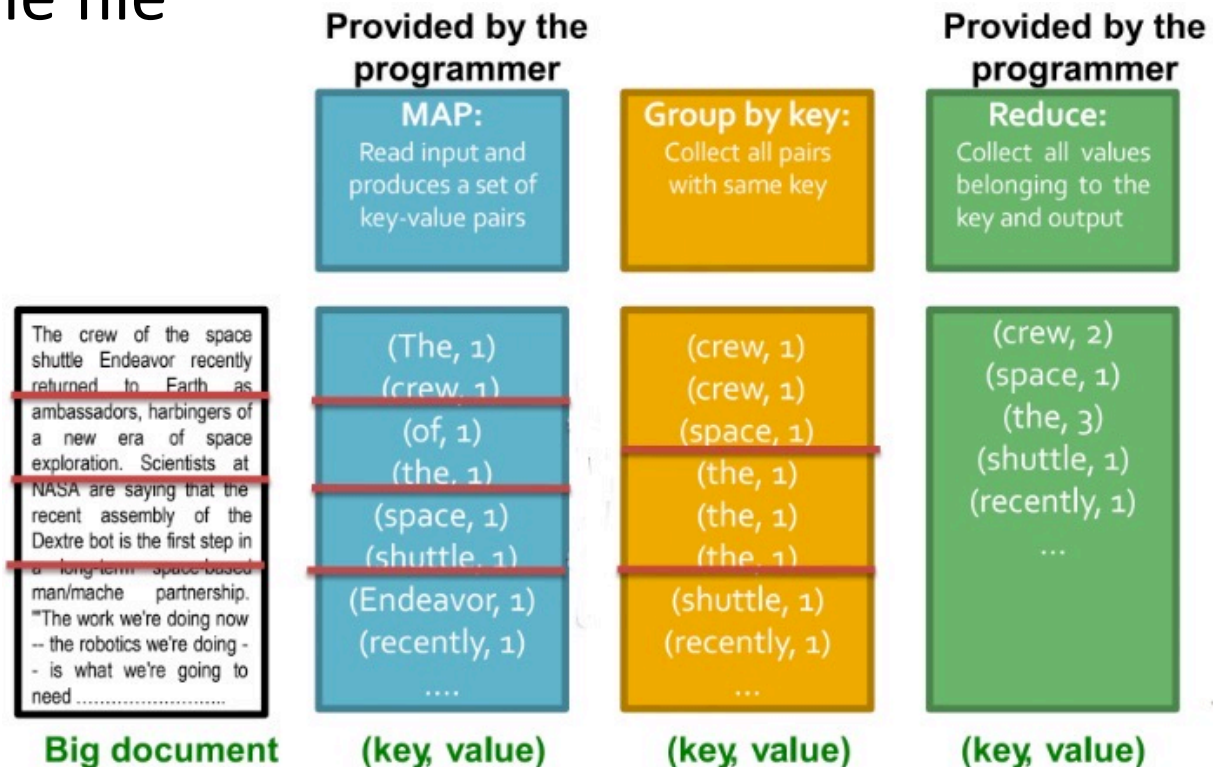 Provided by the
programmer
Provided by the
programmer
MAP:
Read input and
produces a set of
key-value pairs
Group by key:
Collect all pairs
with same key
Reduce:
Collect all values
belonging to the
key and output
The crew of the space
shuttle Endeavor recently
returned to Earth as
ambassadors, harbingers of
a new era of space
exploration. Scientists at
NASA are saying that the
recent assembly of the
Dextre bot is the first step in
a long-term space-based
man/mache partnership.
"The work we're doing now
-- the robotics we're doing -
- is what we're going to
need ..........................
(The, 1)
(crew, 1)
(of, 1)
(the, 1)
(space, 1)
(shuttle, 1)
(Endeavor, 1)
(recently, 1)
....
(crew, 1)
(crew, 1)
(space, 1)
(the, 1)
(the, 1)
(the, 1)
(shuttle, 1)
(recently, 1)
...
(crew, 2)
(space, 1)
(the, 3)
(shuttle, 1)
(recently, 1)
...
Big document
(key, value)
(key, value)
(key, value)